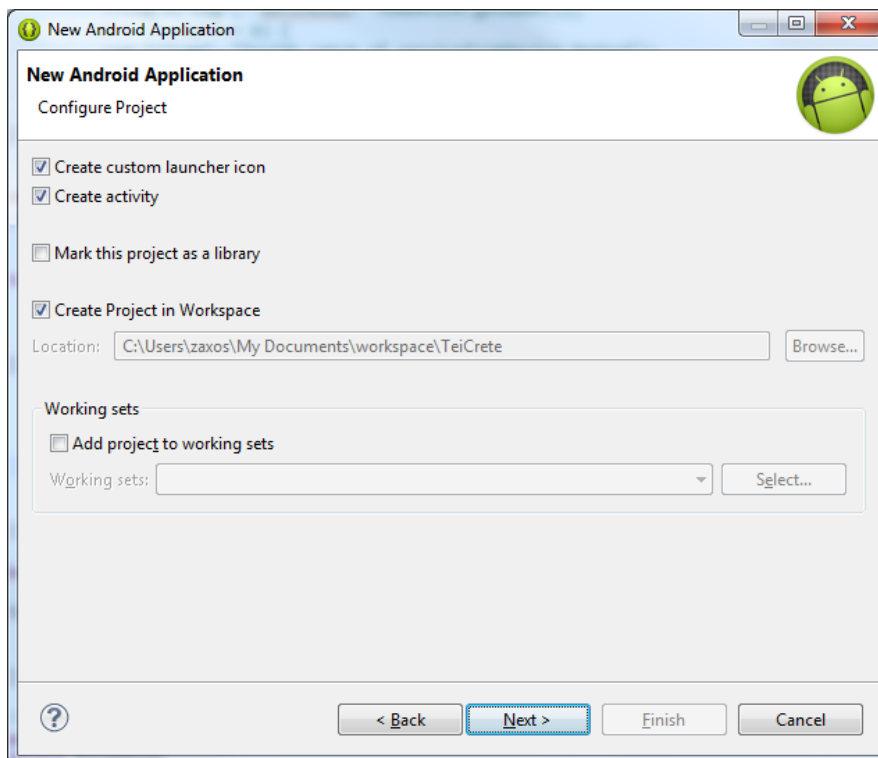 New Android Application
New Android Application
Configure Project
Create custom launcher icon
Create activity
Mark this project as a library
Create Project in Workspace
Location: C:\Users\zaxos\My Documents\workspace\TeiCrete Browse...
Working sets
Add project to working sets
Working sets: Select...
? < Back Next > Finish Cancel